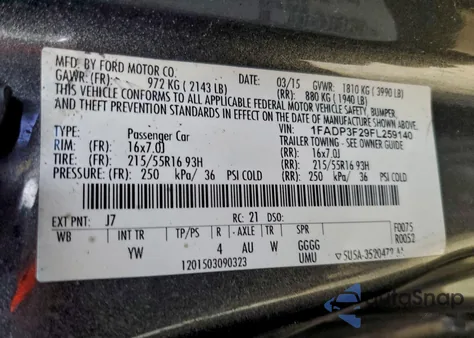 MFD. BY FORD MOTOR CO.
DATE: 03/15 GVWR: 1810 KG ( 3990 LB)
GAWR:(FR): 972 KG ( 2143 LB) (RR): 880 KG ( 1940 LB)
THIS VEHICLE CONFORMS TO ALL APPLICABLE FEDERAL MOTOR VEHICLE SAFETY, BUMPER,
AND THEFT PREVENTION STANDARDS IN EFFECT ON THE DATE OF MANUFACTURE SHOWN ABOVE.
VIN: 1FADP3F29FL259140
TYPE: Passenger Car TRAILER TOWING - SEE OWNER GUIDE
RIM: (FR): 16x7.0J (RR): 16x7.0J
TIRE: (FR): 215/55R16 93H (RR): 215/55R16 93H
PRESSURE: (FR): 250 kPa/ 36 PSI COLD (RR): 250 kPa/ 36 PSI COLD
EXT PNT: J7 RC: 21 DSO: F0075
WB INT TR TP/PS R AXLE TR SPR R0052
YW 4 AU W GGGG
1201503090323 UMU
AutoSnap